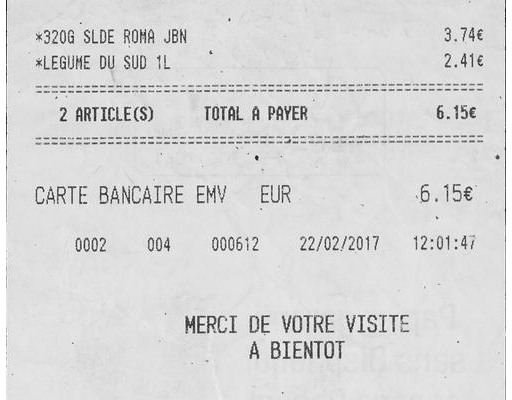 *320G SLDE ROMA JBN 3.74€
*LEGUME DU SUD 1L 2.41€
2 ARTICLE(S) TOTAL A PAYER 6.15€
CARTE BANCAIRE EMV EUR 6.15€
0002 004 000612 22/02/2017 12:01:47
MERCI DE VOTRE VISITE
A BIENTOT